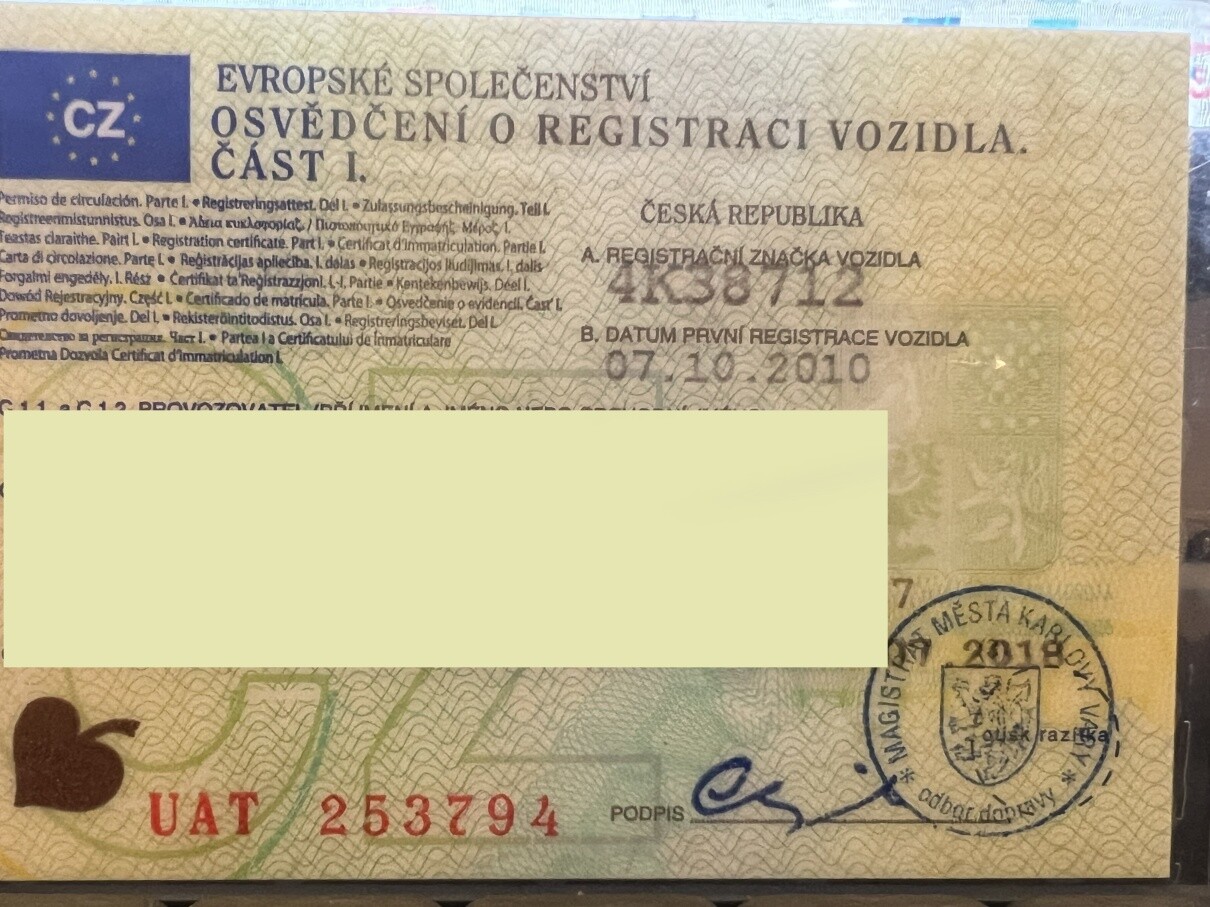 CZ
EVROPSKÉ SPOLEČENSTVÍ
OSVĚDČENÍ O REGISTRACI VOZIDLA.
ČÁST I.
Permiso de circulación. Parte I. • Registreringsattest. Del I. • Zulassungsbescheinigung. Teil I.
Registreerimistunnistus. Osa I. • Άδεια κυκλοφορίας / Πιστοποιητικό Εγγραφής. Μέρος I.
Teastas claraithe. Pairt I. • Registration certificate. Part I. • Certificat d'immatriculation. Partie I.
Carta di circolazione. Parte I. • Reģistrācijas apliecība. I. dalas • Registracijos liudijimas. I. dalis
Forgalmi engedély. I. Rész • Čertifikat ta'Reġistrazzjoni. L-I. Partie • Kentekenbewijs. Deel I.
Dowód Rejestracyjny. Część I. • Certificado de matrícula. Parte I. • Osvedčenie o evidencii. Časť I.
Prometno dovoljenje. Del I. • Rekisteröintitodistus. Osa I. • Registreringsbeviset. Del I.
Свидетелство за регистрация. Част I. • Partea I a Certificatului de înmatriculare
Prometna Dozvola Certificat d'immatriculation I.
ČESKÁ REPUBLIKA
A. REGISTRAČNÍ ZNAČKA VOZIDLA
4K38712
B. DATUM PRVNÍ REGISTRACE VOZIDLA
07.10.2010
7
2018
MAGISTRÁT MĚSTA KARLOVY VARY
odbor dopravy
otisk razítka
UAT 253794
PODPIS